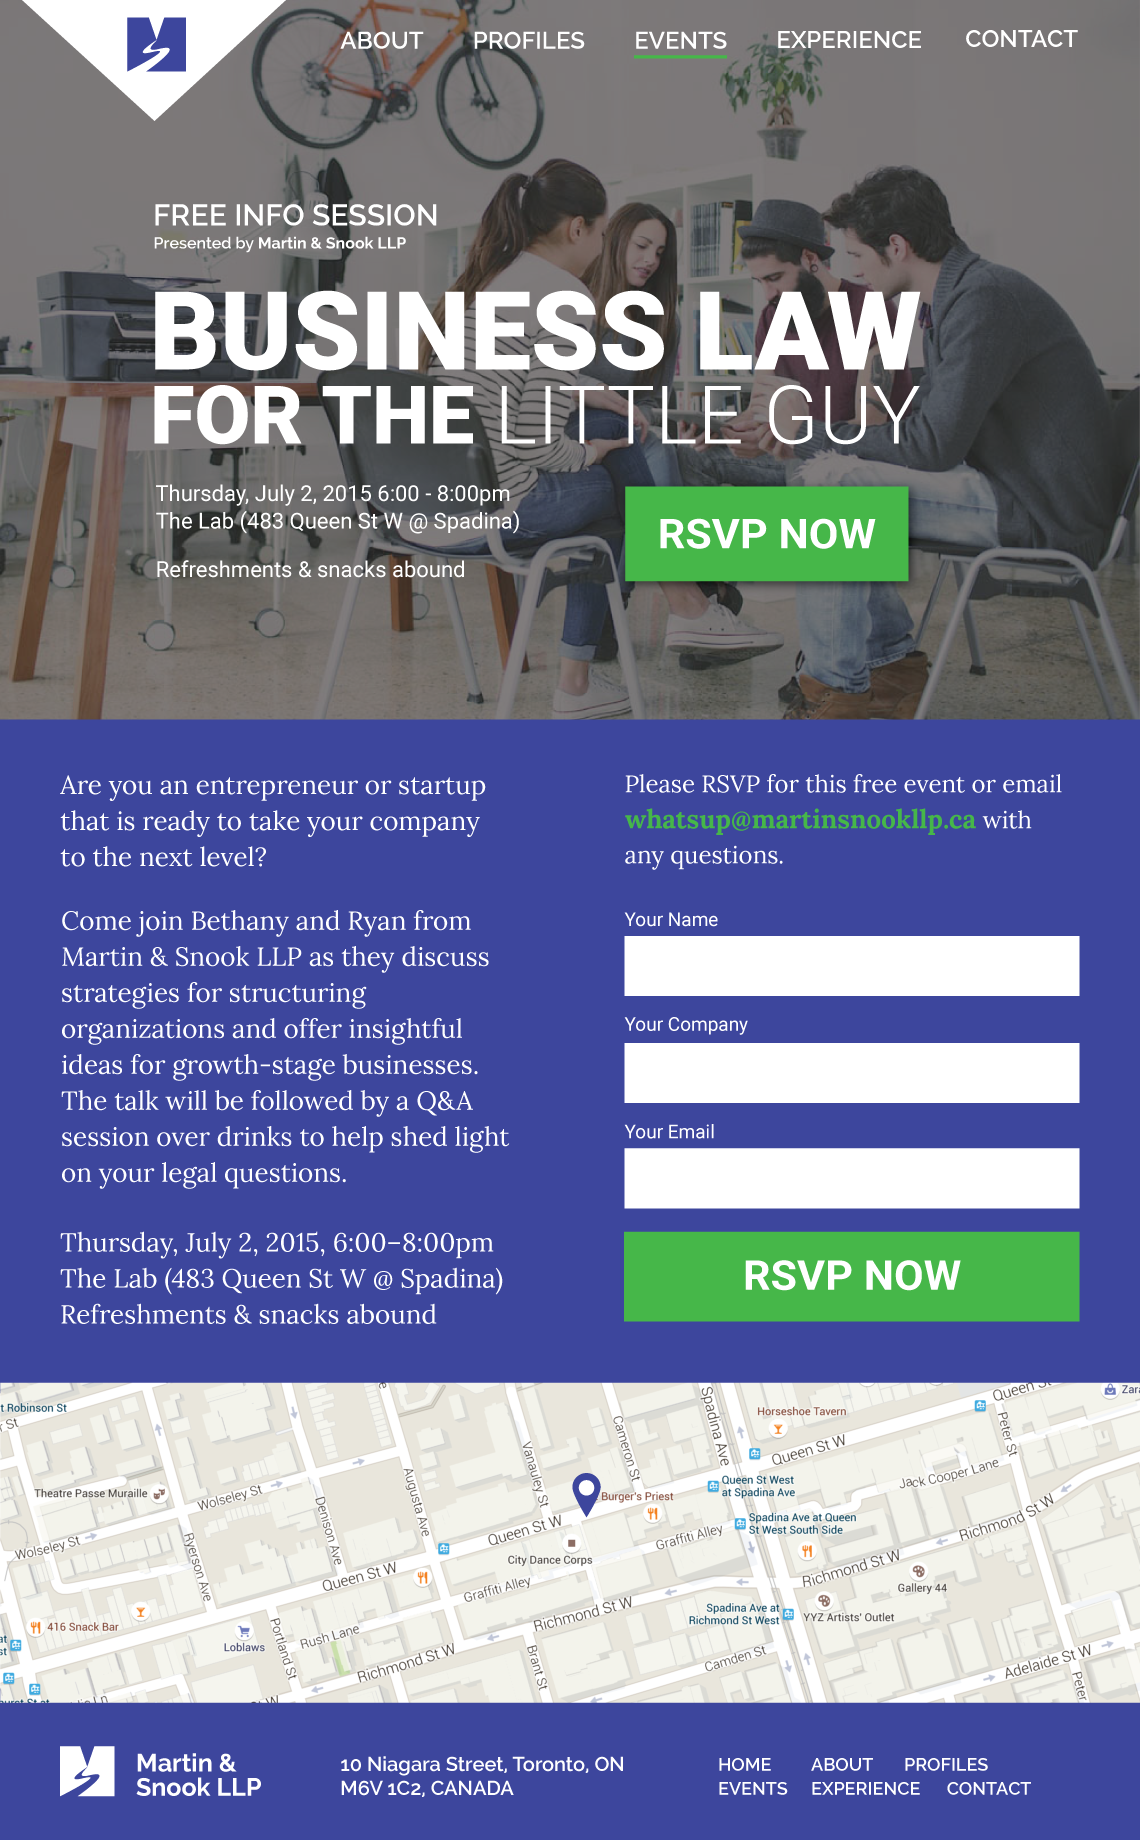 ABOUT PROFILES EVENTS EXPERIENCE CONTACT
FREE INFO SESSION
Presented by Martin & Snook LLP
BUSINESS LAW
FOR THE LITTLE GUY
Thursday, July 2, 2015 6:00 - 8:00pm
The Lab (483 Queen St W @ Spadina)
Refreshments & snacks abound
RSVP NOW
Are you an entrepreneur or startup
that is ready to take your company
to the next level?
Come join Bethany and Ryan from
Martin & Snook LLP as they discuss
strategies for structuring
organizations and offer insightful
ideas for growth-stage businesses.
The talk will be followed by a Q&A
session over drinks to help shed light
on your legal questions.
Thursday, July 2, 2015, 6:00–8:00pm
The Lab (483 Queen St W @ Spadina)
Refreshments & snacks abound
Please RSVP for this free event or email
whatsup@martinsnookllp.ca with
any questions.
Your Name
Your Company
Your Email
RSVP NOW
t Robinson St
Spadina Ave
Queen St
Zara
Horseshoe Tavern
Peter St
Cameron St
Vanauley St
Queen St W
Augusta Ave
Jack Cooper Lane
Queen St West
at Spadina Ave
Theatre Passe Muraille
Wolseley St
Denison Ave
Burger's Priest
Richmond St W
Spadina Ave at Queen
St West South Side
Queen St W
Graffiti Alley
Wolseley St
Ryerson Ave
City Dance Corps
Queen St W
Graffiti Alley
Richmond St W
Gallery 44
Richmond St W
Spadina Ave at
Richmond St West
YYZ Artists' Outlet
416 Snack Bar
Loblaws
Portland St
Rush Lane
Richmond St W
Brant St
Camden St
Adelaide St W
Peter
Martin &
Snook LLP
10 Niagara Street, Toronto, ON
M6V 1C2, CANADA
HOME ABOUT PROFILES
EVENTS EXPERIENCE CONTACT